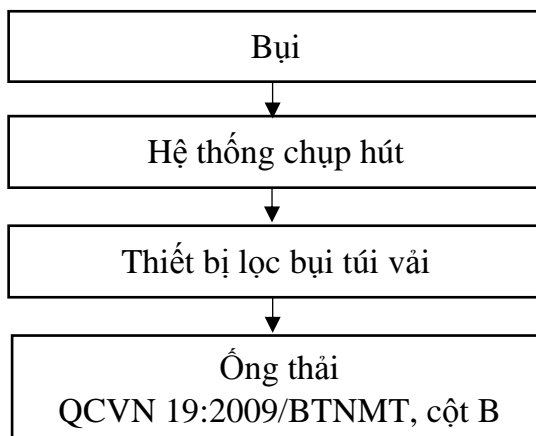 Bụi
Hệ thống chụp hút
Thiết bị lọc bụi túi vải
Ống thải
QCVN 19:2009/BTNMT, cột B